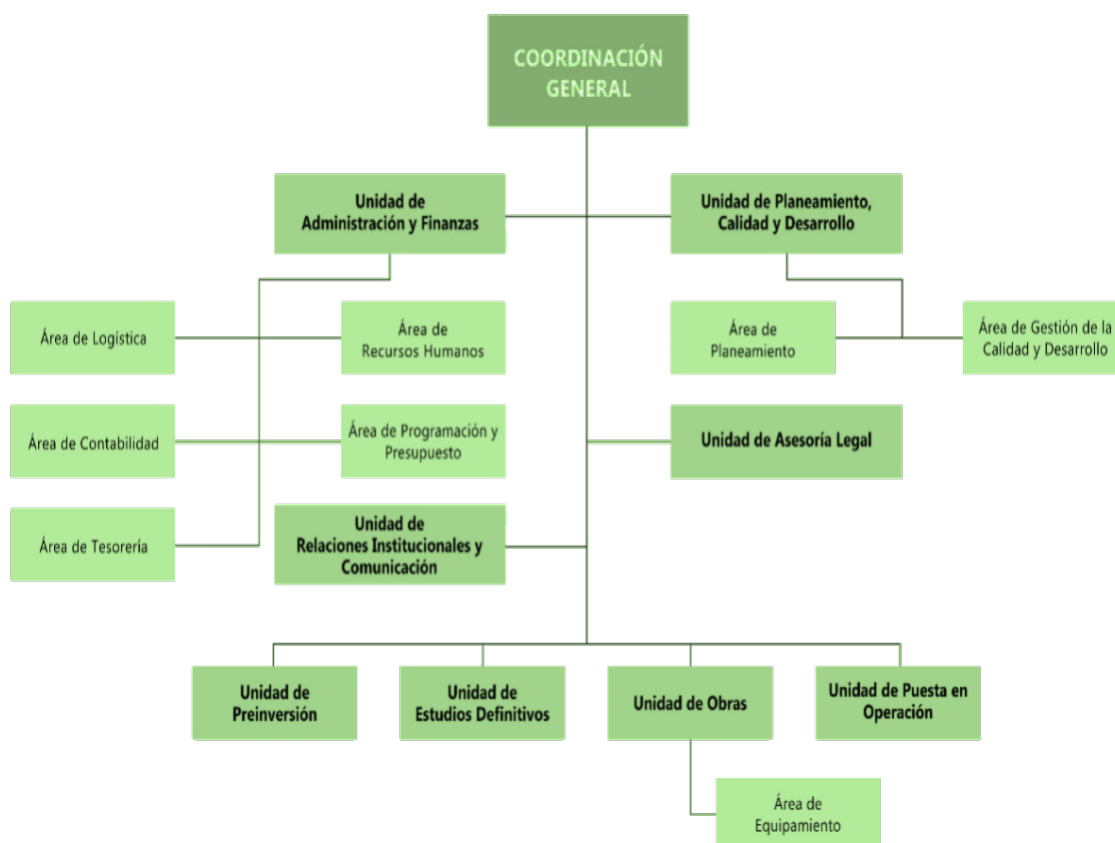 COORDINACIÓN
GENERAL
Unidad de
Administración y Finanzas
Unidad de Planeamiento,
Calidad y Desarrollo
Área de Logística
Área de
Recursos Humanos
Área de
Planeamiento
Área de Gestión de la
Calidad y Desarrollo
Área de Contabilidad
Área de Programación y
Presupuesto
Unidad de Asesoría Legal
Área de Tesorería
Unidad de
Relaciones Institucionales y
Comunicación
Unidad de
Preinversión
Unidad de
Estudios Definitivos
Unidad de Obras
Unidad de Puesta en
Operación
Área de
Equipamiento